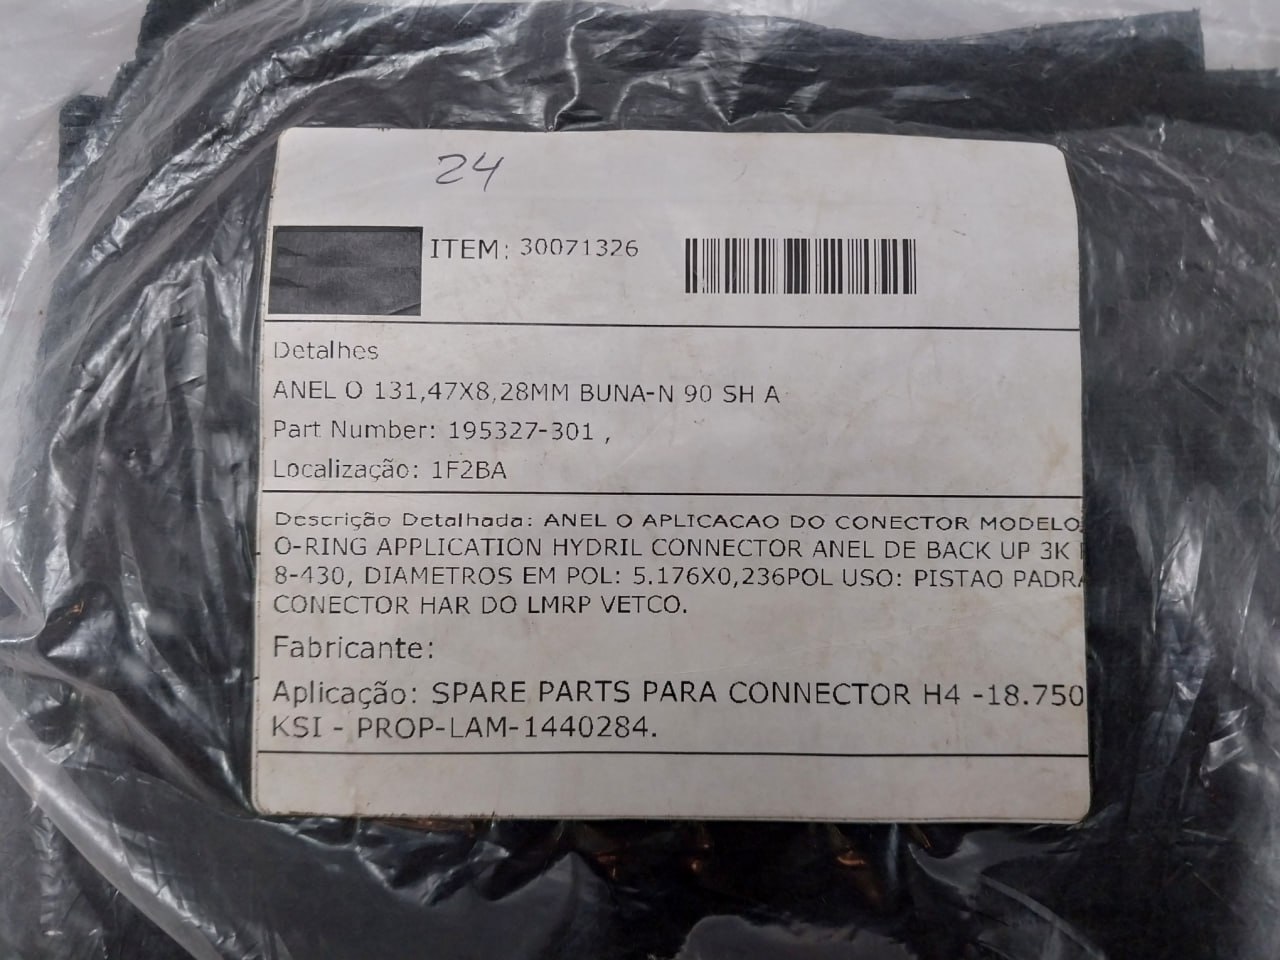 24
ITEM: 30071326
Detalhes
ANEL O 131,47X8,28MM BUNA-N 90 SH A
Part Number: 195327-301 ,
Localização: 1F2BA
Descrição Detalhada: ANEL O APLICACAO DO CONECTOR MODELO
O-RING APPLICATION HYDRIL CONNECTOR ANEL DE BACK UP 3K
8-430, DIAMETROS EM POL: 5.176X0,236POL USO: PISTAO PADRA
CONECTOR HAR DO LMRP VETCO.
Fabricante:
Aplicação: SPARE PARTS PARA CONNECTOR H4 -18.750
KSI - PROP-LAM-1440284.